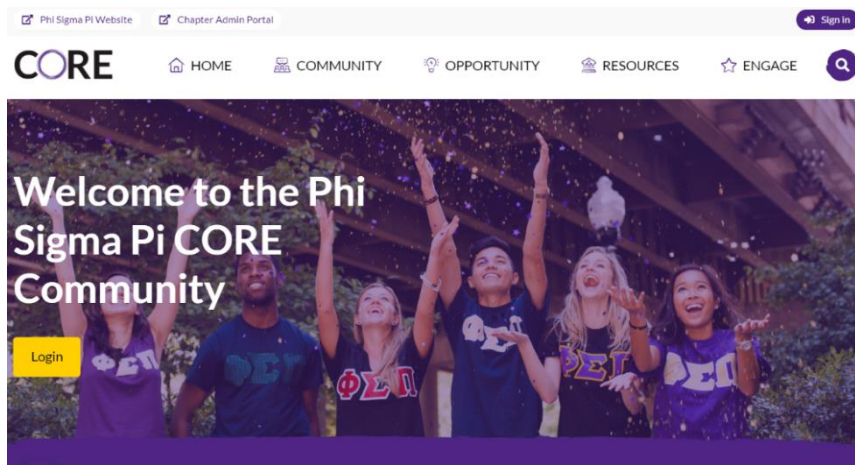 Phi Sigma Pi Website
Chapter Admin Portal
Sign In
CORE
HOME
COMMUNITY
OPPORTUNITY
RESOURCES
ENGAGE
Welcome to the Phi
Sigma Pi CORE
Community
Login
ΦΣΠ
ΦΣΠ
ΦΣΠ
ΦΣΠ
ΦΣΠ
ΦΣΠ